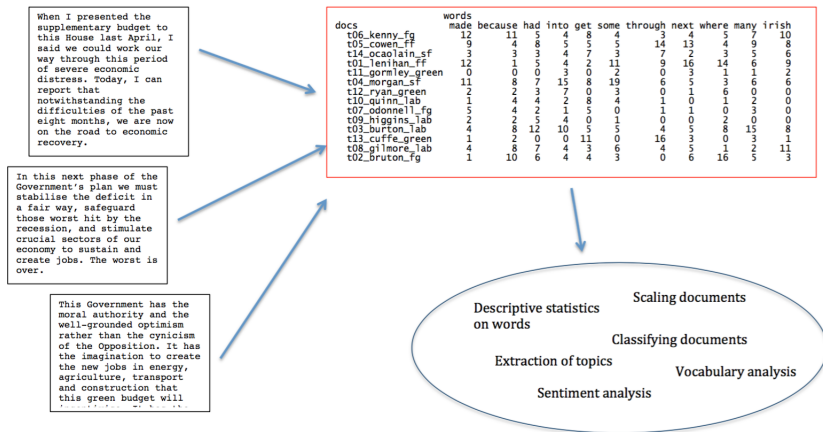 When I presented the
supplementary budget to
this House last April, I
said we could work our
way through this period
of severe economic
distress. Today, I can
report that
notwithstanding the
difficulties of the past
eight months, we are now
on the road to economic
recovery.
In this next phase of the
Government's plan we must
stabilise the deficit in
a fair way, safeguard
those worst hit by the
recession, and stimulate
crucial sectors of our
economy to sustain and
create jobs. The worst is
over.
This Government has the
moral authority and the
well-grounded optimism
rather than the cynicism
of the Opposition. It has
the imagination to create
the new jobs in energy,
agriculture, transport
and construction that
this green budget will
words
docs made because had into get some through next where many irish
t06_kenny_fg 12 11 5 4 8 4 3 4 5 7 10
t05_cowen_ff 9 4 8 5 5 5 14 13 4 9 8
t14_ocaolain_sf 3 3 3 4 7 3 7 2 3 5 6
t01_lenihan_ff 12 1 5 4 2 11 9 16 14 6 9
t11_gormley_green 0 0 0 3 0 2 0 3 1 1 2
t04_morgan_sf 11 8 7 15 8 19 6 5 3 6 6
t12_ryan_green 2 2 3 7 0 3 0 1 6 0 0
t10_quinn_lab 1 4 4 2 8 4 1 0 1 2 0
t07_odonnell_fg 5 4 2 1 5 0 1 1 0 3 0
t09_higgins_lab 2 2 5 4 0 1 0 0 2 0 0
t03_burton_lab 4 8 12 10 5 5 4 5 8 15 8
t13_cuffe_green 1 2 0 0 11 0 16 3 0 3 1
t08_gilmore_lab 4 8 7 4 3 6 4 5 1 2 11
t02_bruton_fg 1 10 6 4 4 3 0 6 16 5 3
Descriptive statistics
on words
Scaling documents
Classifying documents
Extraction of topics
Vocabulary analysis
Sentiment analysis